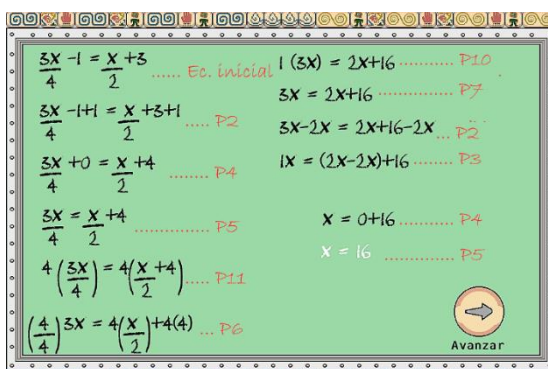 3x/4 -1 = x/2 +3 ...... Ec. inicial
3x/4 -1+1 = x/2 +3+1 ..... P2
3x/4 +0 = x/2 +4 ........ P4
3x/4 = x/2 +4 ............... P5
4(3x/4) = 4(x/2 +4)..... P11
(4/4)3x = 4(x/2)+4(4) ... P6
1(3x) = 2x+16 ........... P10
3x = 2x+16 ............... P7
3x-2x = 2x+16-2x ... P2
1x = (2x-2x)+16 ........ P3
x = 0+16 ........... P4
x = 16 ........... P5
Avanzar